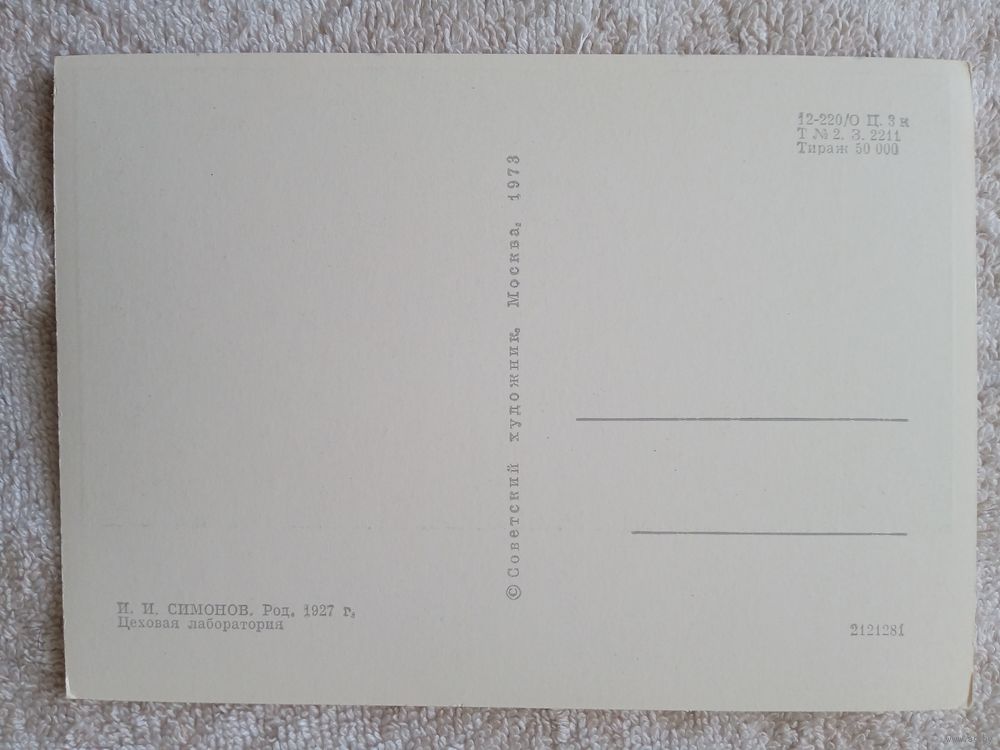 12-220/О Ц. 3 к
Т № 2. З. 2211
Тираж 50 000
© Советский художник. Москва, 1973
И. И. СИМОНОВ. Род. 1927 г.
Цеховая лаборатория
2121281